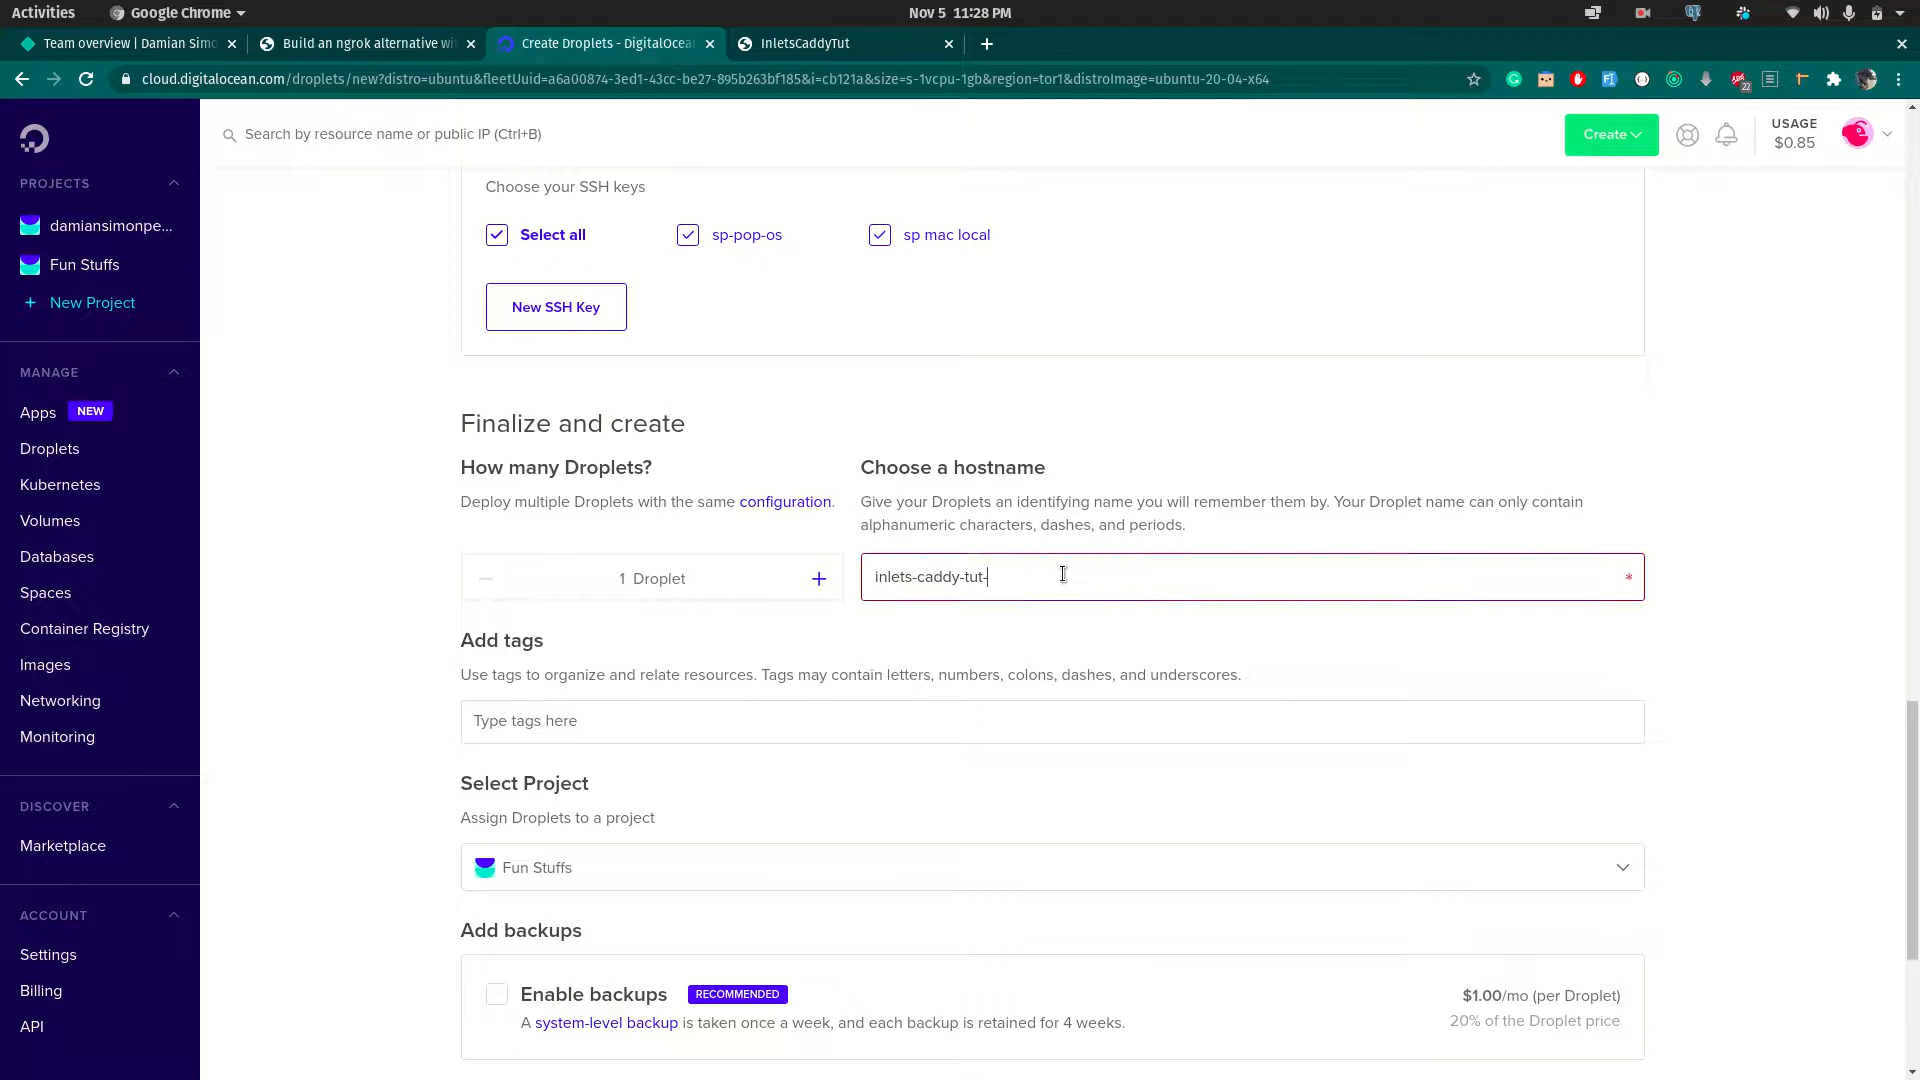 Activities
Google Chrome
Nov 5 11:28 PM
Team overview | Damian Simo
Build an ngrok alternative wi
Create Droplets - DigitalOcean
InletsCaddyTut
cloud.digitalocean.com/droplets/new?distro=ubuntu&fleetUuid=a6a00874-3ed1-43cc-be27-895b263bf185&i=cb121a&size=s-1vcpu-1gb&region=tor1&distroImage=ubuntu-20-04-x64
22
Search by resource name or public IP (Ctrl+B)
Create
USAGE
$0.85
PROJECTS
damiansimonpe...
Fun Stuffs
+ New Project
MANAGE
Apps NEW
Droplets
Kubernetes
Volumes
Databases
Spaces
Container Registry
Images
Networking
Monitoring
DISCOVER
Marketplace
ACCOUNT
Settings
Billing
API
Choose your SSH keys
Select all
sp-pop-os
sp mac local
New SSH Key
Finalize and create
How many Droplets?
Deploy multiple Droplets with the same configuration.
1 Droplet
Choose a hostname
Give your Droplets an identifying name you will remember them by. Your Droplet name can only contain
alphanumeric characters, dashes, and periods.
inlets-caddy-tut-
*
Add tags
Use tags to organize and relate resources. Tags may contain letters, numbers, colons, dashes, and underscores.
Type tags here
Select Project
Assign Droplets to a project
Fun Stuffs
Add backups
Enable backups RECOMMENDED
A system-level backup is taken once a week, and each backup is retained for 4 weeks.
$1.00/mo (per Droplet)
20% of the Droplet price